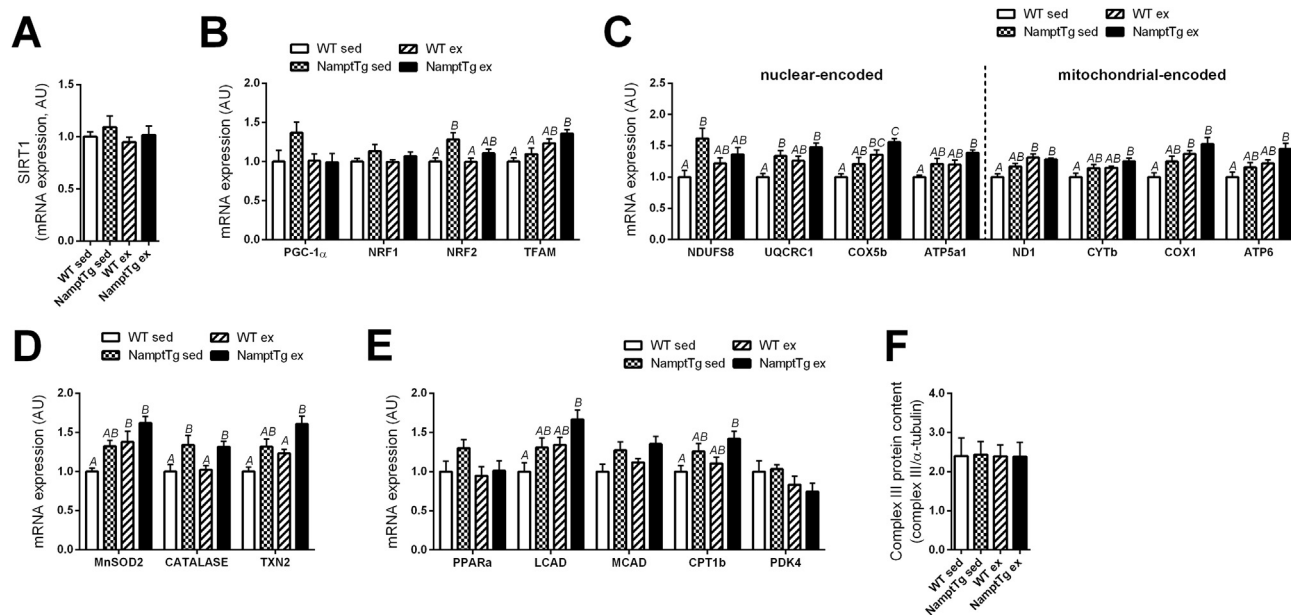 A
SIRT1
(mRNA expression, AU)
1.5
1.0
0.5
0.0
WT sed
NamptTg sed
WT ex
NamptTg ex
B
WT sed
WT ex
NamptTg sed
NamptTg ex
mRNA expression (AU)
2.0
1.5
1.0
0.5
0.0
A B A AB
A A AB B
PGC-1α NRF1 NRF2 TFAM
C
WT sed
WT ex
NamptTg sed
NamptTg ex
nuclear-encoded
mitochondrial-encoded
mRNA expression (AU)
2.5
2.0
1.5
1.0
0.5
0.0
A B AB AB
A B AB B
A AB BC C
A AB AB B
A AB B B
A AB AB B
A AB B B
A AB AB B
NDUFS8 UQCRC1 COX5b ATP5a1 ND1 CYTb COX1 ATP6
D
WT sed
WT ex
NamptTg sed
NamptTg ex
mRNA expression (AU)
2.0
1.5
1.0
0.5
0.0
A AB B B
A B A B
A AB A B
MnSOD2 CATALASE TXN2
E
WT sed
WT ex
NamptTg sed
NamptTg ex
mRNA expression (AU)
2.0
1.5
1.0
0.5
0.0
A AB AB B
A AB AB B
PPARa LCAD MCAD CPT1b PDK4
F
Complex III protein content
(complex III/α-tubulin)
4.0
3.0
2.0
1.0
0.0
WT sed
NamptTg sed
WT ex
NamptTg ex